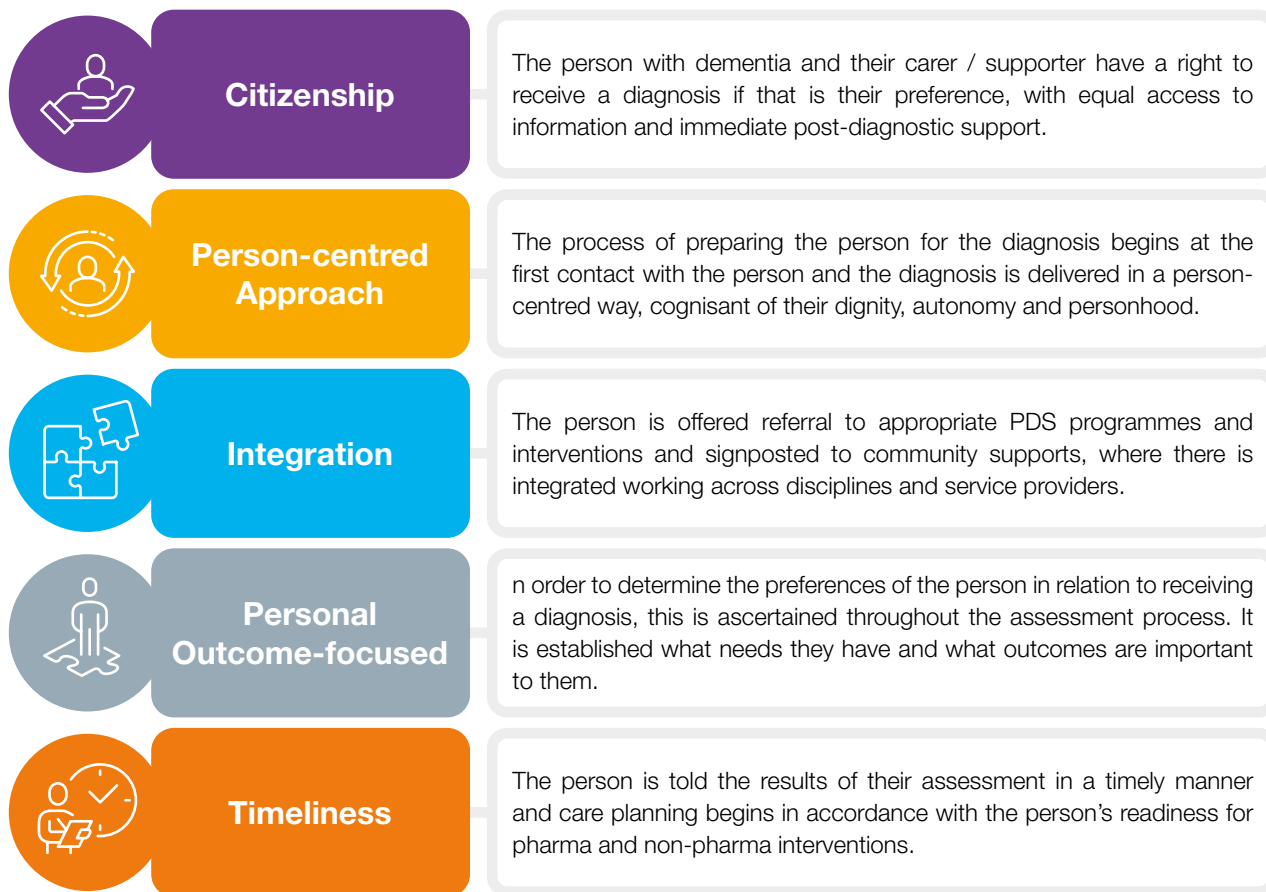 Citizenship
The person with dementia and their carer / supporter have a right to
receive a diagnosis if that is their preference, with equal access to
information and immediate post-diagnostic support.
Person-centred
Approach
The process of preparing the person for the diagnosis begins at the
first contact with the person and the diagnosis is delivered in a person-
centred way, cognisant of their dignity, autonomy and personhood.
Integration
The person is offered referral to appropriate PDS programmes and
interventions and signposted to community supports, where there is
integrated working across disciplines and service providers.
Personal
Outcome-focused
n order to determine the preferences of the person in relation to receiving
a diagnosis, this is ascertained throughout the assessment process. It
is established what needs they have and what outcomes are important
to them.
Timeliness
The person is told the results of their assessment in a timely manner
and care planning begins in accordance with the person’s readiness for
pharma and non-pharma interventions.